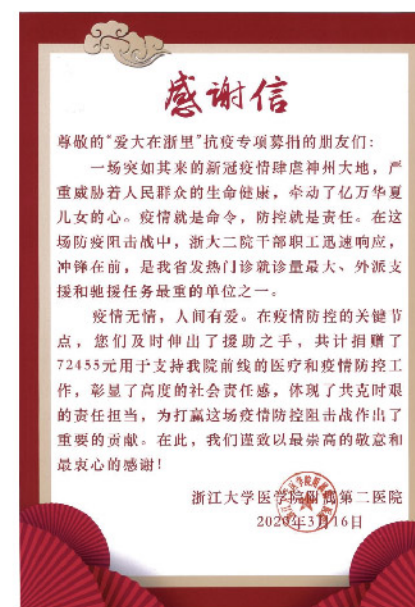 感谢信
尊敬的“爱大在浙里”抗疫专项募捐的朋友们：
一场突如其来的新冠疫情肆虐神州大地，严
重威胁着人民群众的生命健康，牵动了亿万华夏
儿女的心。疫情就是命令，防控就是责任。在这
场防疫阻击战中，浙大二院干部职工迅速响应，
冲锋在前，是我省发热门诊就诊量最大、外派支
援和驰援任务最重的单位之一。
疫情无情，人间有爱。在疫情防控的关键节
点，您们及时伸出了援助之手，共计捐赠了
72455元用于支持我院前线的医疗和疫情防控工
作，彰显了高度的社会责任感，体现了共克时艰
的责任担当，为打赢这场疫情防控阻击战作出了
重要的贡献。在此，我们谨致以最崇高的敬意和
最衷心的感谢！
浙江大学医学院附属第二医院
2020年3月16日